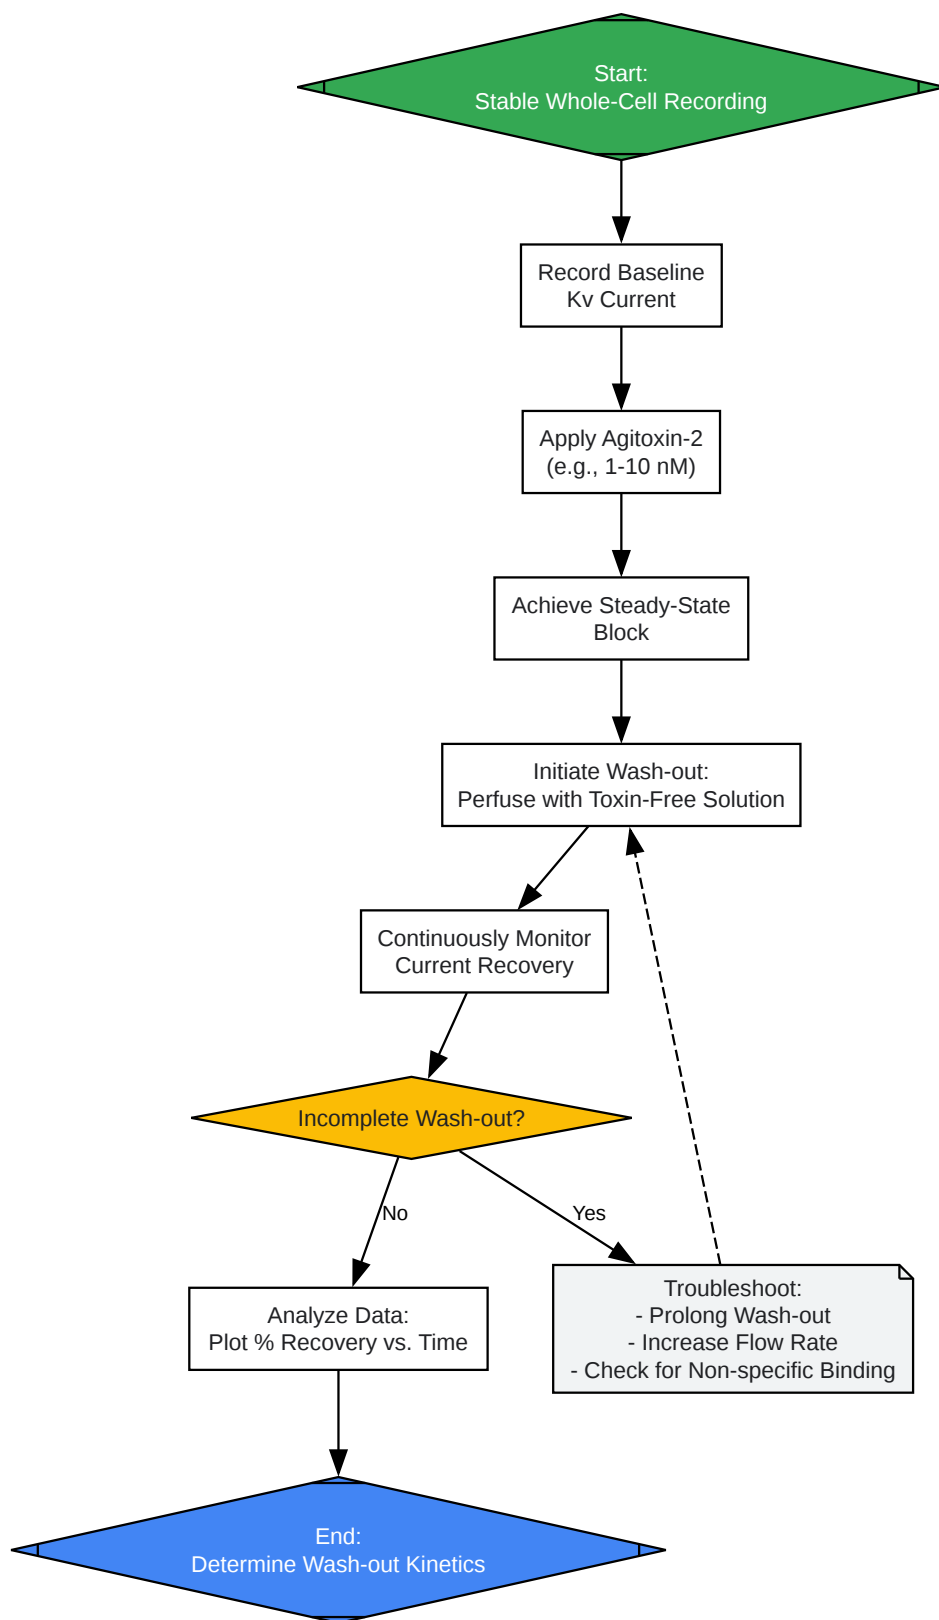 Start:
Stable Whole-Cell Recording
Record Baseline
Kv Current
Apply Agitoxin-2
(e.g., 1-10 nM)
Achieve Steady-State
Block
Initiate Wash-out:
Perfuse with Toxin-Free Solution
Continuously Monitor
Current Recovery
Incomplete Wash-out?
No
Yes
Analyze Data:
Plot % Recovery vs. Time
Troubleshoot:
- Prolong Wash-out
- Increase Flow Rate
- Check for Non-specific Binding
End:
Determine Wash-out Kinetics